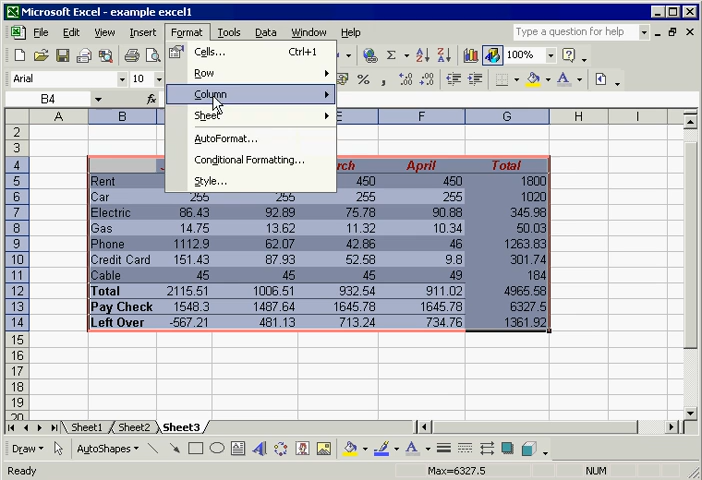 Microsoft Excel - example excel1
File Edit View Insert Format Tools Data Window Help Type a question for help
Cells... Ctrl+1
Row
Column
Sheet
AutoFormat...
Conditional Formatting...
Style...
100%
Arial 10
B4 fx
A B E F G H I
2
3
4 April Total
5 Rent 450 450 1800
6 Car 255 255 255 255 1020
7 Electric 86.43 92.89 75.78 90.88 345.98
8 Gas 14.75 13.62 11.32 10.34 50.03
9 Phone 1112.9 62.07 42.86 46 1263.83
10 Credit Card 151.43 87.93 52.58 9.8 301.74
11 Cable 45 45 45 49 184
12 Total 2115.51 1006.51 932.54 911.02 4965.58
13 Pay Check 1548.3 1487.64 1645.78 1645.78 6327.5
14 Left Over -567.21 481.13 713.24 734.76 1361.92
15
16
17
18
19
20
Sheet1 Sheet2 Sheet3
Draw AutoShapes
Ready Max=6327.5 NUM